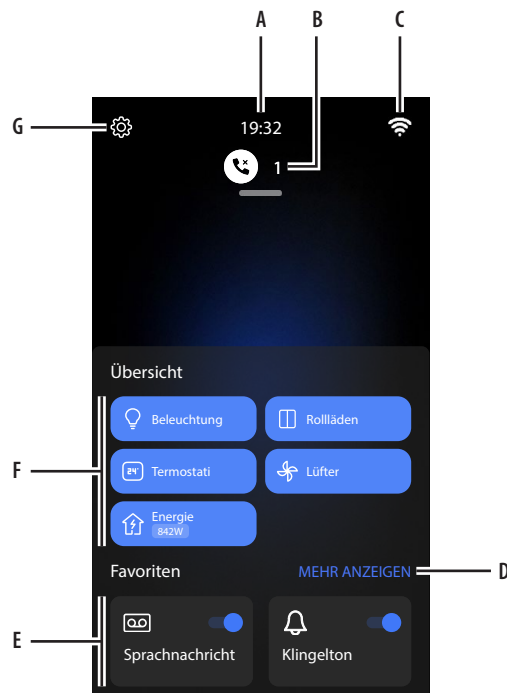 A B C
G 19:32
1
Übersicht
Beleuchtung Rollläden
F 24° Termostati Lüfter
Energie
842W
Favoriten MEHR ANZEIGEN D
E
Sprachnachricht Klingelton